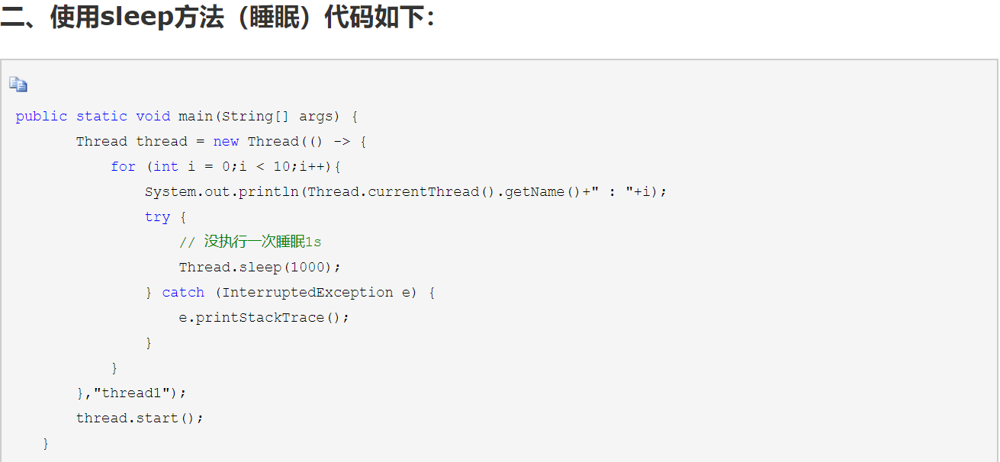 二、使用sleep方法（睡眠）代码如下：
public static void main(String[] args) {
Thread thread = new Thread(() -> {
for (int i = 0;i < 10;i++){
System.out.println(Thread.currentThread().getName()+" : "+i);
try {
// 没执行一次睡眠1s
Thread.sleep(1000);
} catch (InterruptedException e) {
e.printStackTrace();
}
}
},"thread1");
thread.start();
}